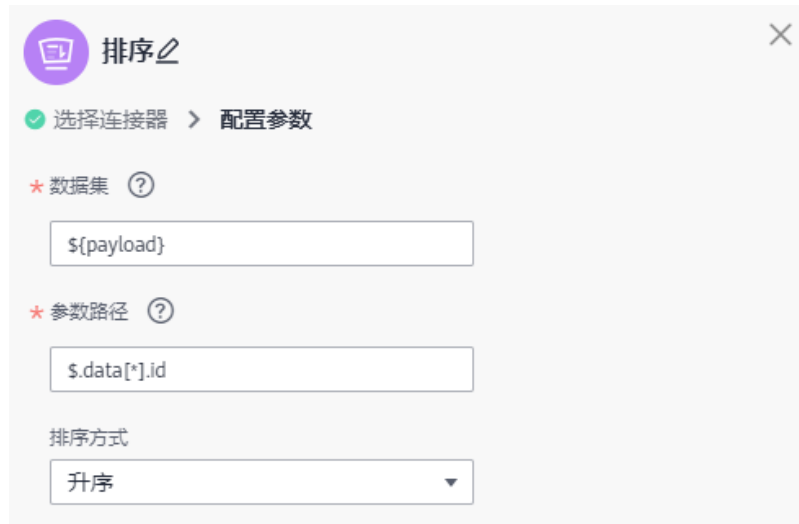 排序
选择连接器 > 配置参数
* 数据集 ?
${payload}
* 参数路径 ?
$.data[*].id
排序方式
升序